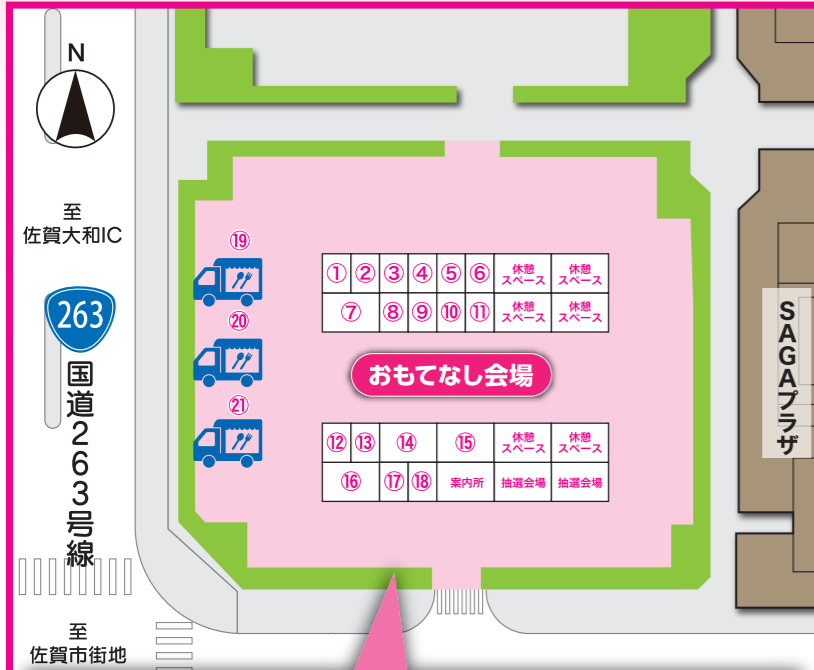 N
至
佐賀大和IC
263
国道263号線
至
佐賀市街地
⑲
⑳
㉑
① ② ③ ④ ⑤ ⑥ 休憩スペース 休憩スペース
⑦ ⑧ ⑨ ⑩ ⑪ 休憩スペース 休憩スペース
おもてなし会場
⑫ ⑬ ⑭ ⑮ 休憩スペース 休憩スペース
⑯ ⑰ ⑱ 案内所 抽選会場 抽選会場
SAGAプラザ